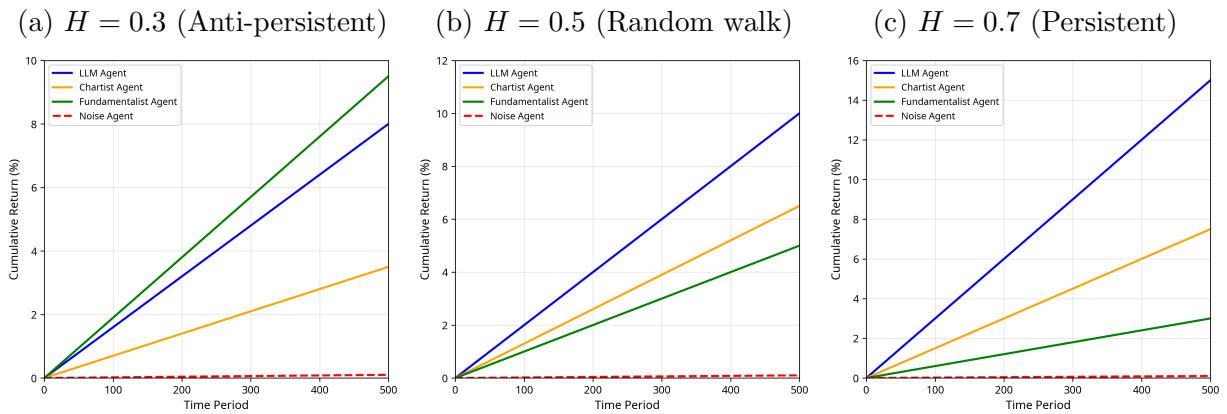 (a) H = 0.3 (Anti-persistent)
10
8
6
4
2
0
Cumulative Return (%)
LLM Agent
Chartist Agent
Fundamentalist Agent
Noise Agent
0 100 200 300 400 500
Time Period
(b) H = 0.5 (Random walk)
12
10
8
6
4
2
0
Cumulative Return (%)
LLM Agent
Chartist Agent
Fundamentalist Agent
Noise Agent
0 100 200 300 400 500
Time Period
(c) H = 0.7 (Persistent)
16
14
12
10
8
6
4
2
0
Cumulative Return (%)
LLM Agent
Chartist Agent
Fundamentalist Agent
Noise Agent
0 100 200 300 400 500
Time Period